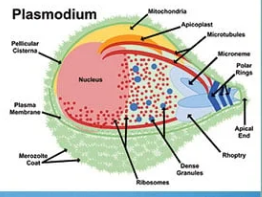 Plasmodium
Mitochondria
Apicoplast
Microtubules
Microneme
Polar
Rings
Pellicular
Cisterna
Nucleus
Plasma
Membrane
Apical
End
Merozoite
Coat
Rhoptry
Dense
Granules
Ribosomes